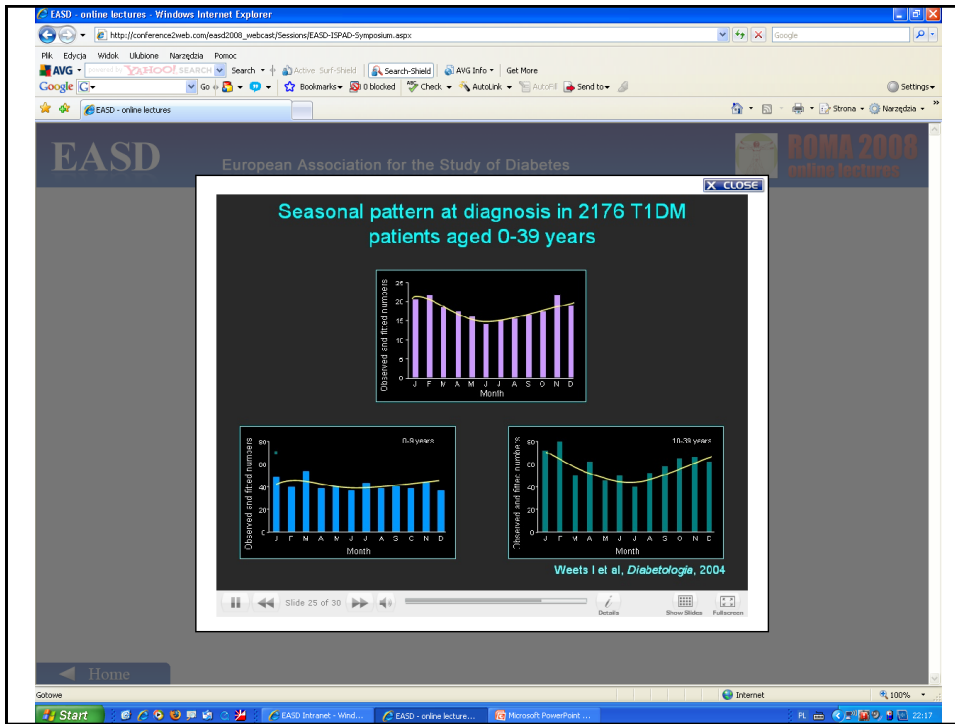 EASD - online lectures - Windows Internet Explorer
http://conference2web.com/easd2008_webcast/Sessions/EASD-ISPAD-Symposium.aspx
Google
Plik Edycja Widok Ulubione Narzędzia Pomoc
AVG YAHOO! SEARCH Search Active Surf-Shield Search-Shield AVG Info Get More
Google G Go Bookmarks 0 blocked Check AutoLink AutoFill Send to Settings
EASD - online lectures Strona Narzędzia
EASD European Association for the Study of Diabetes
ROMA 2008
online lectures
X CLOSE
Seasonal pattern at diagnosis in 2176 T1DM
patients aged 0-39 years
Observed and fitted numbers
25
20
15
10
5
0
J F M A M J J A S O N D
Month
0-9 years
Observed and fitted numbers
80
60
40
20
0
J F M A M J J A S O N D
Month
10-39 years
Observed and fitted numbers
80
60
40
20
0
J F M A M J J A S O N D
Month
Weets I et al, Diabetologia, 2004
Slide 25 of 30
Details Show Slides Fullscreen
Home
Gotowe Internet 100%
Start EASD Intranet - Wind... EASD - online lecture... Microsoft PowerPoint ... PL 22:17